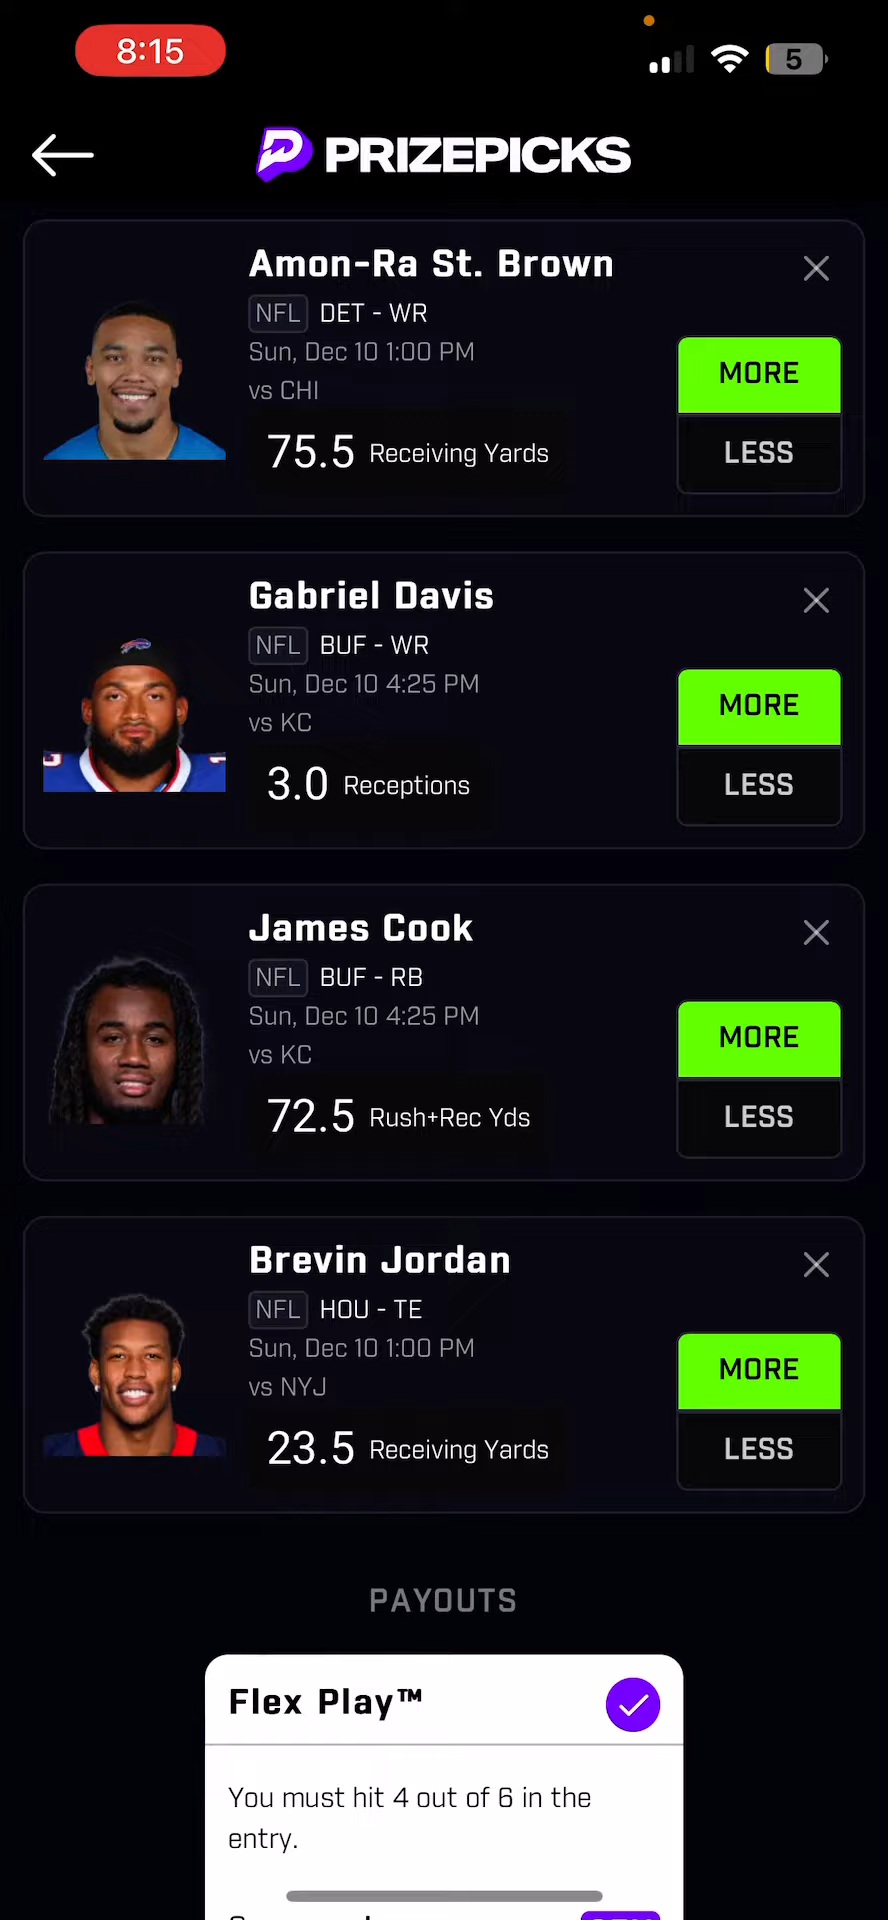 8:15
5
PRIZEPICKS
Amon-Ra St. Brown
NFL DET - WR
Sun, Dec 10 1:00 PM
vs CHI
75.5 Receiving Yards
MORE
LESS
Gabriel Davis
NFL BUF - WR
Sun, Dec 10 4:25 PM
vs KC
3.0 Receptions
MORE
LESS
James Cook
NFL BUF - RB
Sun, Dec 10 4:25 PM
vs KC
72.5 Rush+Rec Yds
MORE
LESS
Brevin Jordan
NFL HOU - TE
Sun, Dec 10 1:00 PM
vs NYJ
23.5 Receiving Yards
MORE
LESS
PAYOUTS
Flex Play™
You must hit 4 out of 6 in the
entry.